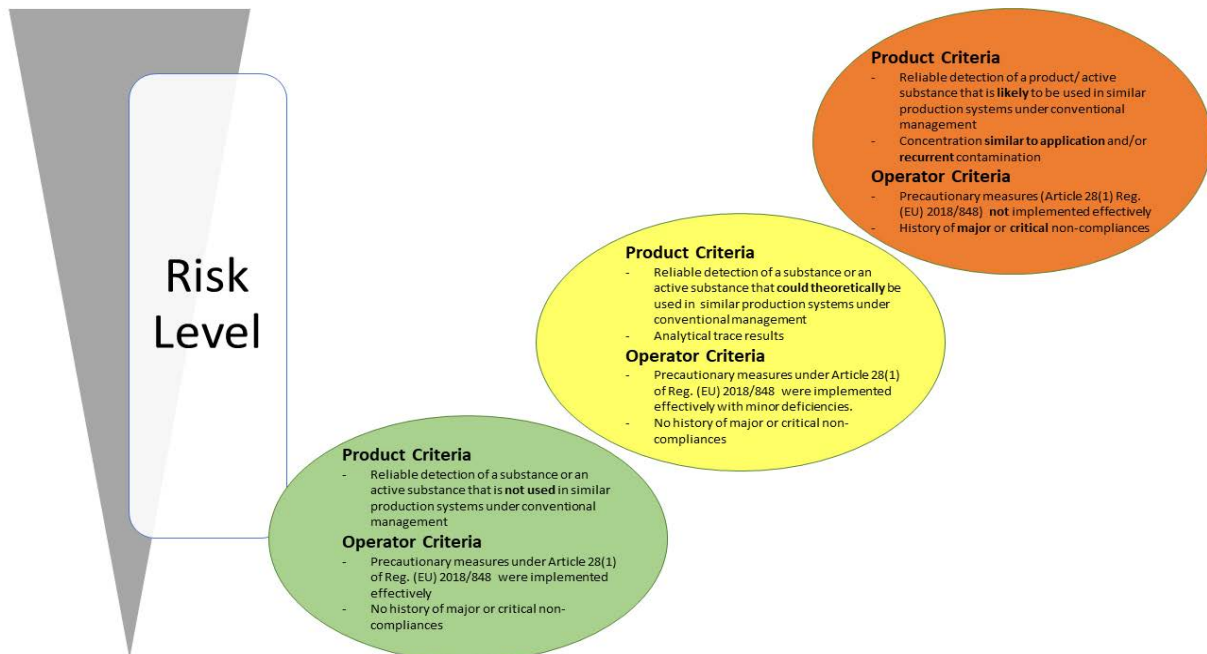 Risk
Level
Product Criteria
- Reliable detection of a product/ active
substance that is likely to be used in similar
production systems under conventional
management
- Concentration similar to application and/or
recurrent contamination
Operator Criteria
- Precautionary measures (Article 28(1) Reg.
(EU) 2018/848) not implemented effectively
- History of major or critical non-compliances
Product Criteria
- Reliable detection of a substance or an
active substance that could theoretically be
used in similar production systems under
conventional management
- Analytical trace results
Operator Criteria
- Precautionary measures under Article 28(1)
of Reg. (EU) 2018/848 were implemented
effectively with minor deficiencies.
- No history of major or critical non-
compliances
Product Criteria
- Reliable detection of a substance or an
active substance that is not used in similar
production systems under conventional
management
Operator Criteria
- Precautionary measures under Article 28(1)
of Reg. (EU) 2018/848 were implemented
effectively
- No history of major or critical non-
compliances